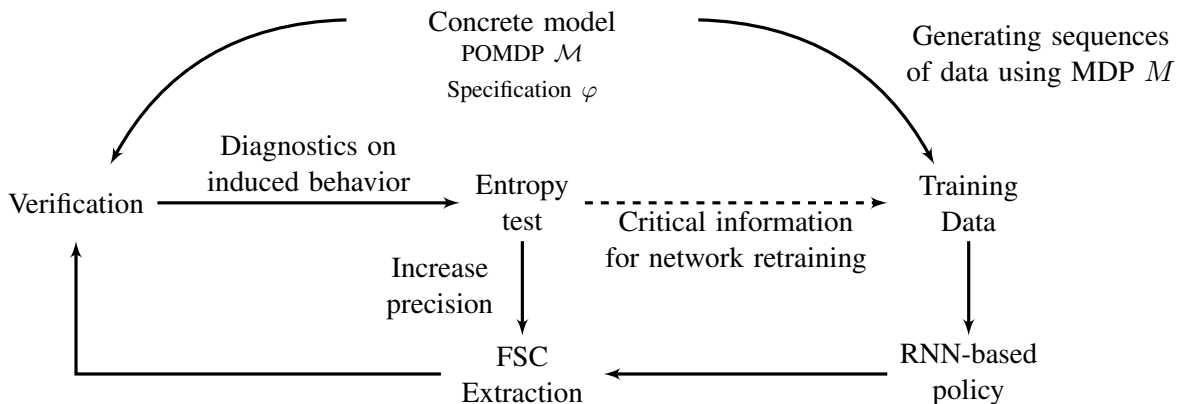 Concrete model
POMDP ℳ
Specification φ
Generating sequences
of data using MDP M
Diagnostics on
induced behavior
Verification
Entropy
test
Critical information
for network retraining
Training
Data
Increase
precision
FSC
Extraction
RNN-based
policy